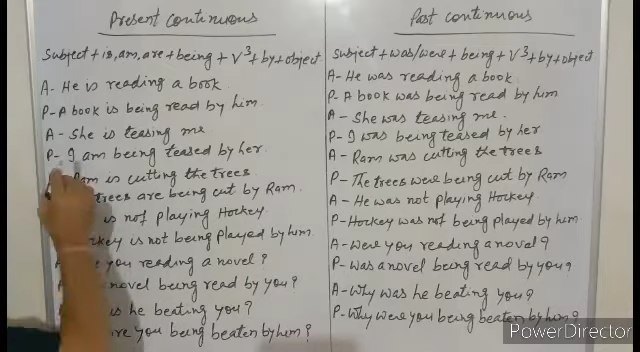 Present continuous
Subject + is, am, are + being + V³ + by + object
A- He is reading a book.
P- A book is being read by him.
A- She is teasing me
P- I am being teased by her.
Ram is cutting the trees
trees are being cut by Ram.
is not playing Hockey.
is not being played by him.
you reading a novel?
novel being read by you?
is he beating you?
you being beaten by him?
Past continuous
Subject + was/were + being + V³ + by + object
A- He was reading a book.
P- A book was being read by him
A- She was teasing me.
P- I was being teased by her
A- Ram was cutting the trees
P- The trees were being cut by Ram
A- He was not playing Hockey
P- Hockey was not being played by him
A- Were you reading a novel?
P- Was a novel being read by you?
A- Why was he beating you?
P- Why were you being beaten by him?
PowerDirector